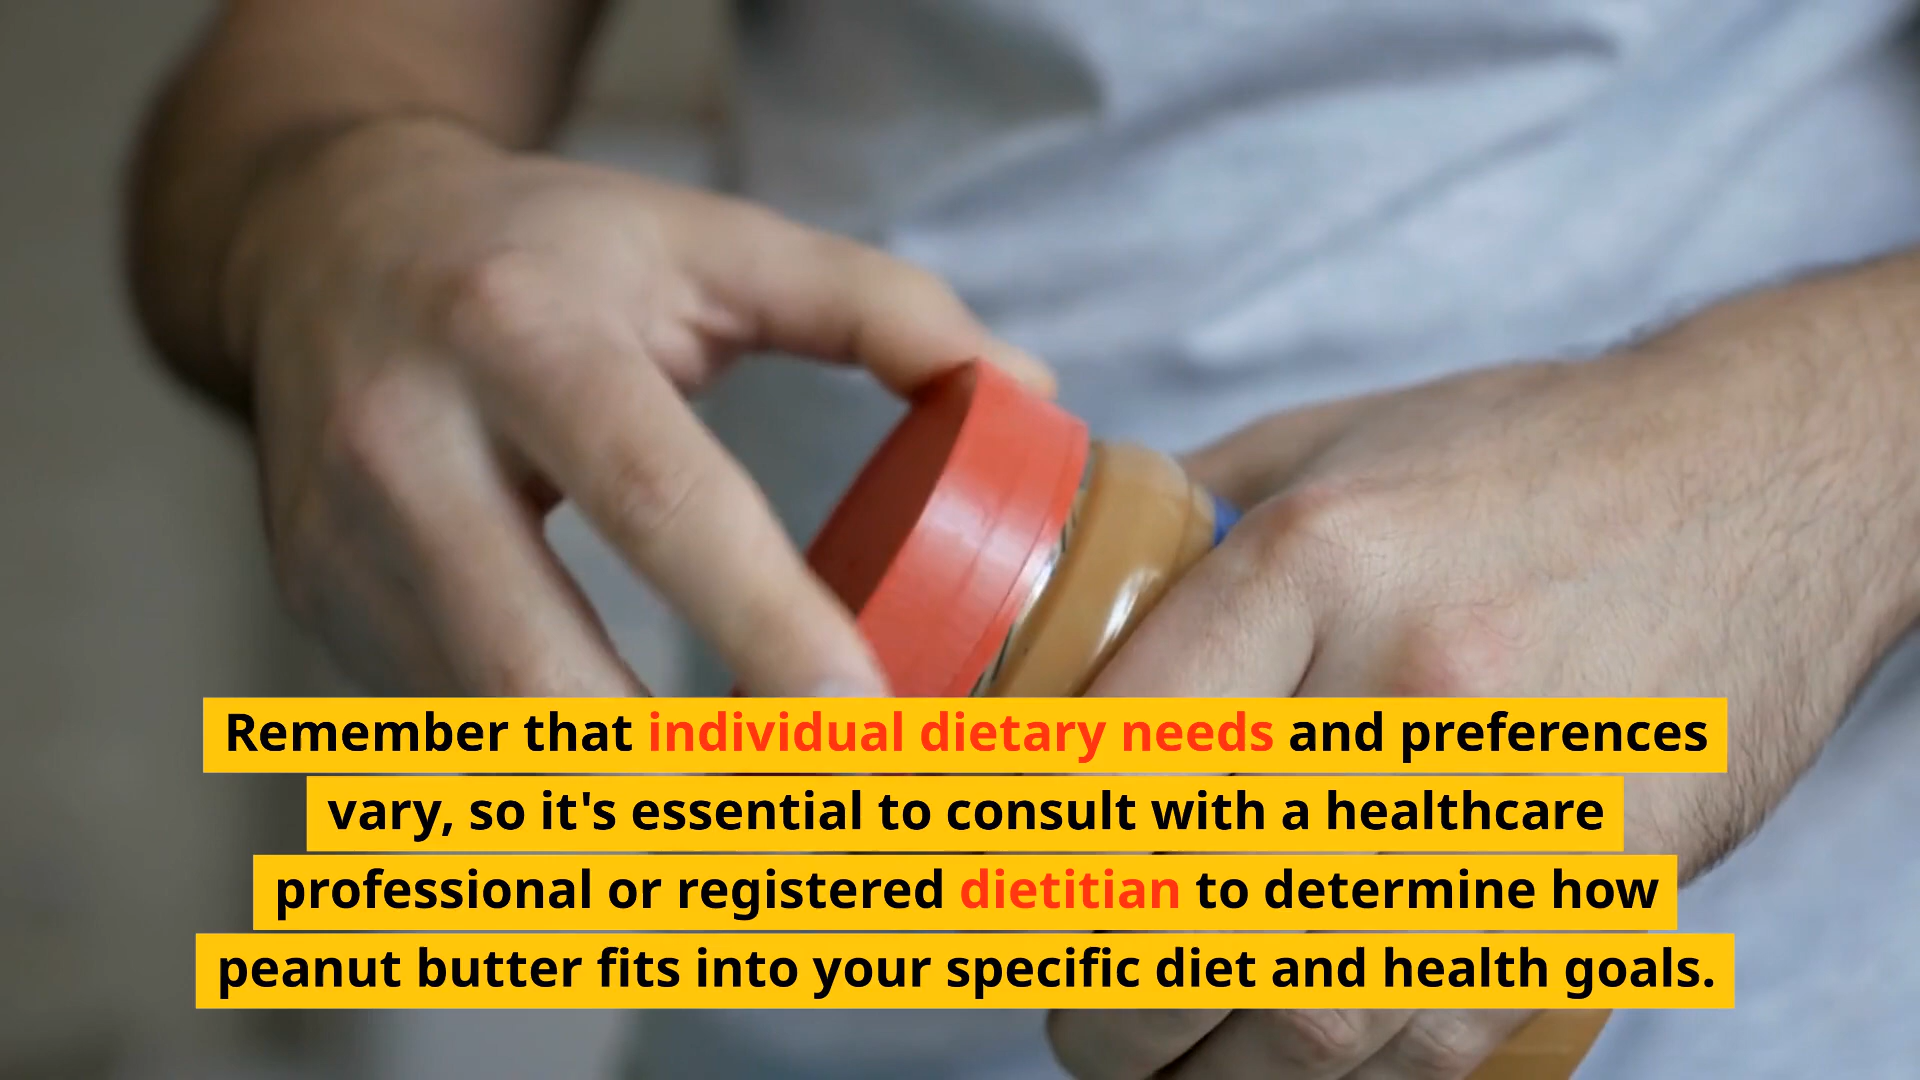 Remember that individual dietary needs and preferences
vary, so it's essential to consult with a healthcare
professional or registered dietitian to determine how
peanut butter fits into your specific diet and health goals.